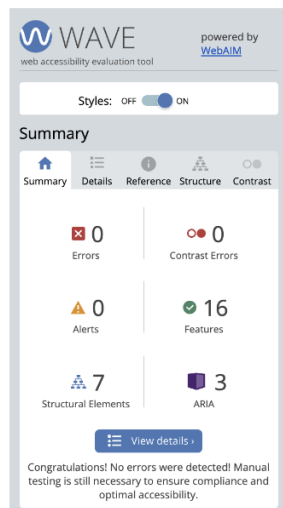 WAVE
web accessibility evaluation tool
powered by
WebAIM
Styles: OFF ON
Summary
Summary Details Reference Structure Contrast
0 0
Errors Contrast Errors
0 16
Alerts Features
7 3
Structural Elements ARIA
View details ›
Congratulations! No errors were detected! Manual
testing is still necessary to ensure compliance and
optimal accessibility.